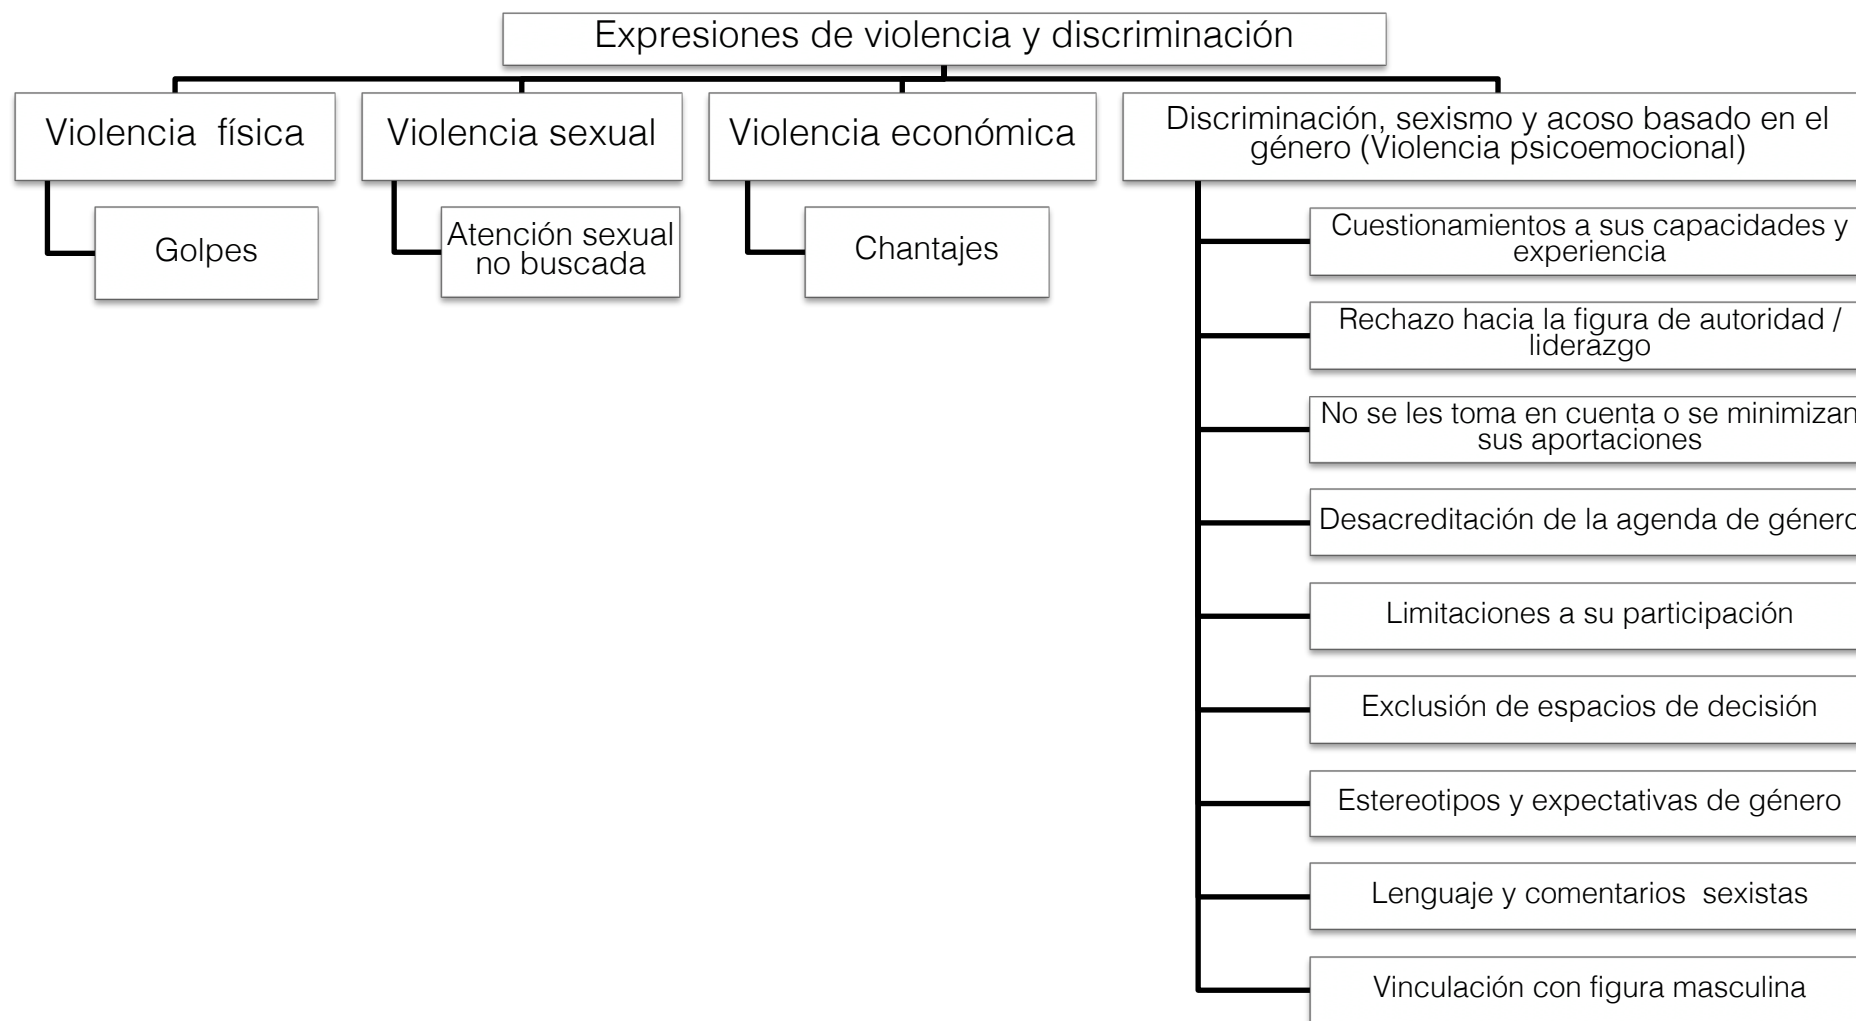 Expresiones de violencia y discriminación
Violencia  física
Golpes
Violencia sexual
Atención sexual
no buscada
Violencia económica
Chantajes
Discriminación, sexismo y acoso basado en el
género (Violencia psicoemocional)
Cuestionamientos a sus capacidades y
experiencia
Rechazo hacia la figura de autoridad /
liderazgo
No se les toma en cuenta o se minimizan
sus aportaciones
Desacreditación de la agenda de género
Limitaciones a su participación
Exclusión de espacios de decisión
Estereotipos y expectativas de género
Lenguaje y comentarios  sexistas
Vinculación con figura masculina